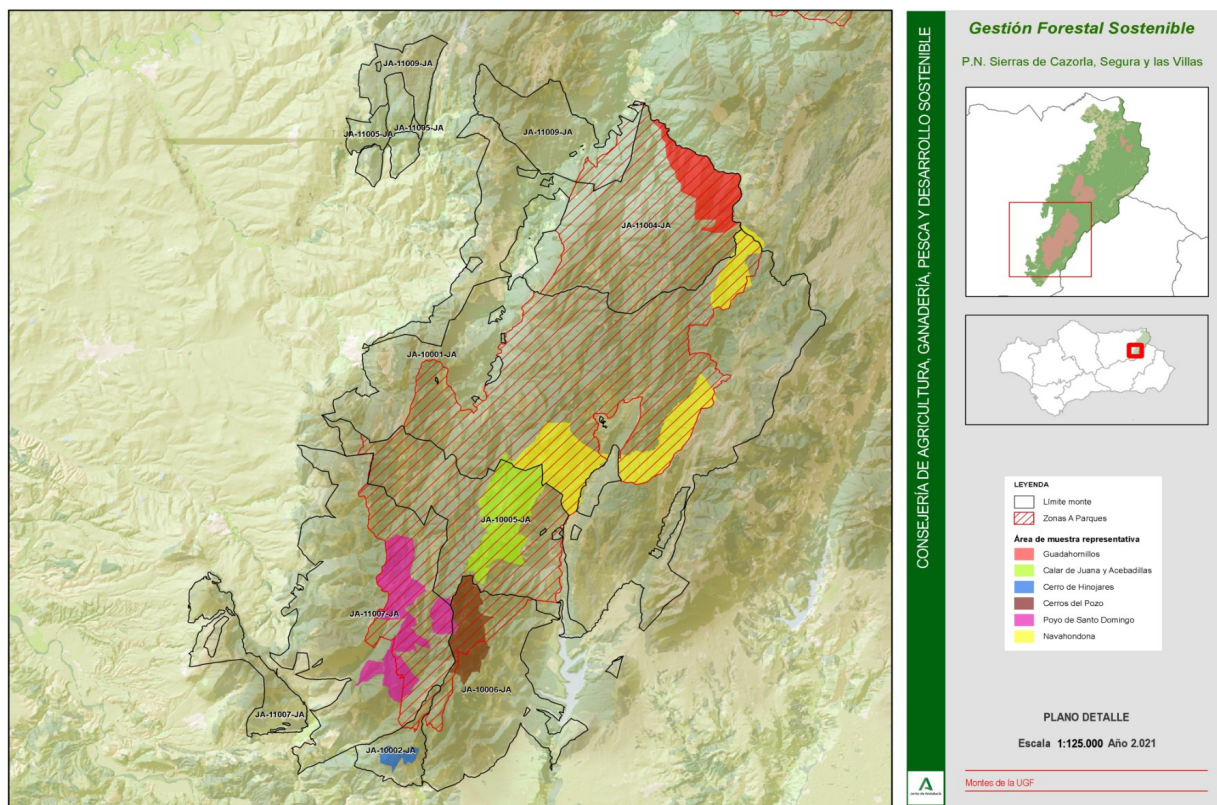 JA-11009-JA
JA-11005-JA
JA-11005-JA
JA-11009-JA
JA-11004-JA
JA-10001-JA
JA-10005-JA
JA-11007-JA
JA-10006-JA
JA-11007-JA
JA-10002-JA
CONSEJERÍA DE AGRICULTURA, GANADERÍA, PESCA Y DESARROLLO SOSTENIBLE
Junta de Andalucía
Gestión Forestal Sostenible
P.N. Sierras de Cazorla, Segura y las Villas
LEYENDA
Límite monte
Zonas A Parques
Área de muestra representativa
Guadahornillos
Calar de Juana y Acebadillas
Cerro de Hinojares
Cerros del Pozo
Poyo de Santo Domingo
Navahondona
PLANO DETALLE
Escala 1:125.000 Año 2.021
Montes de la UGF